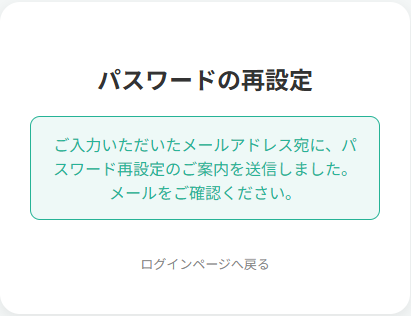 パスワードの再設定
ご入力いただいたメールアドレス宛に、パ
スワード再設定のご案内を送信しました。
メールをご確認ください。
ログインページへ戻る